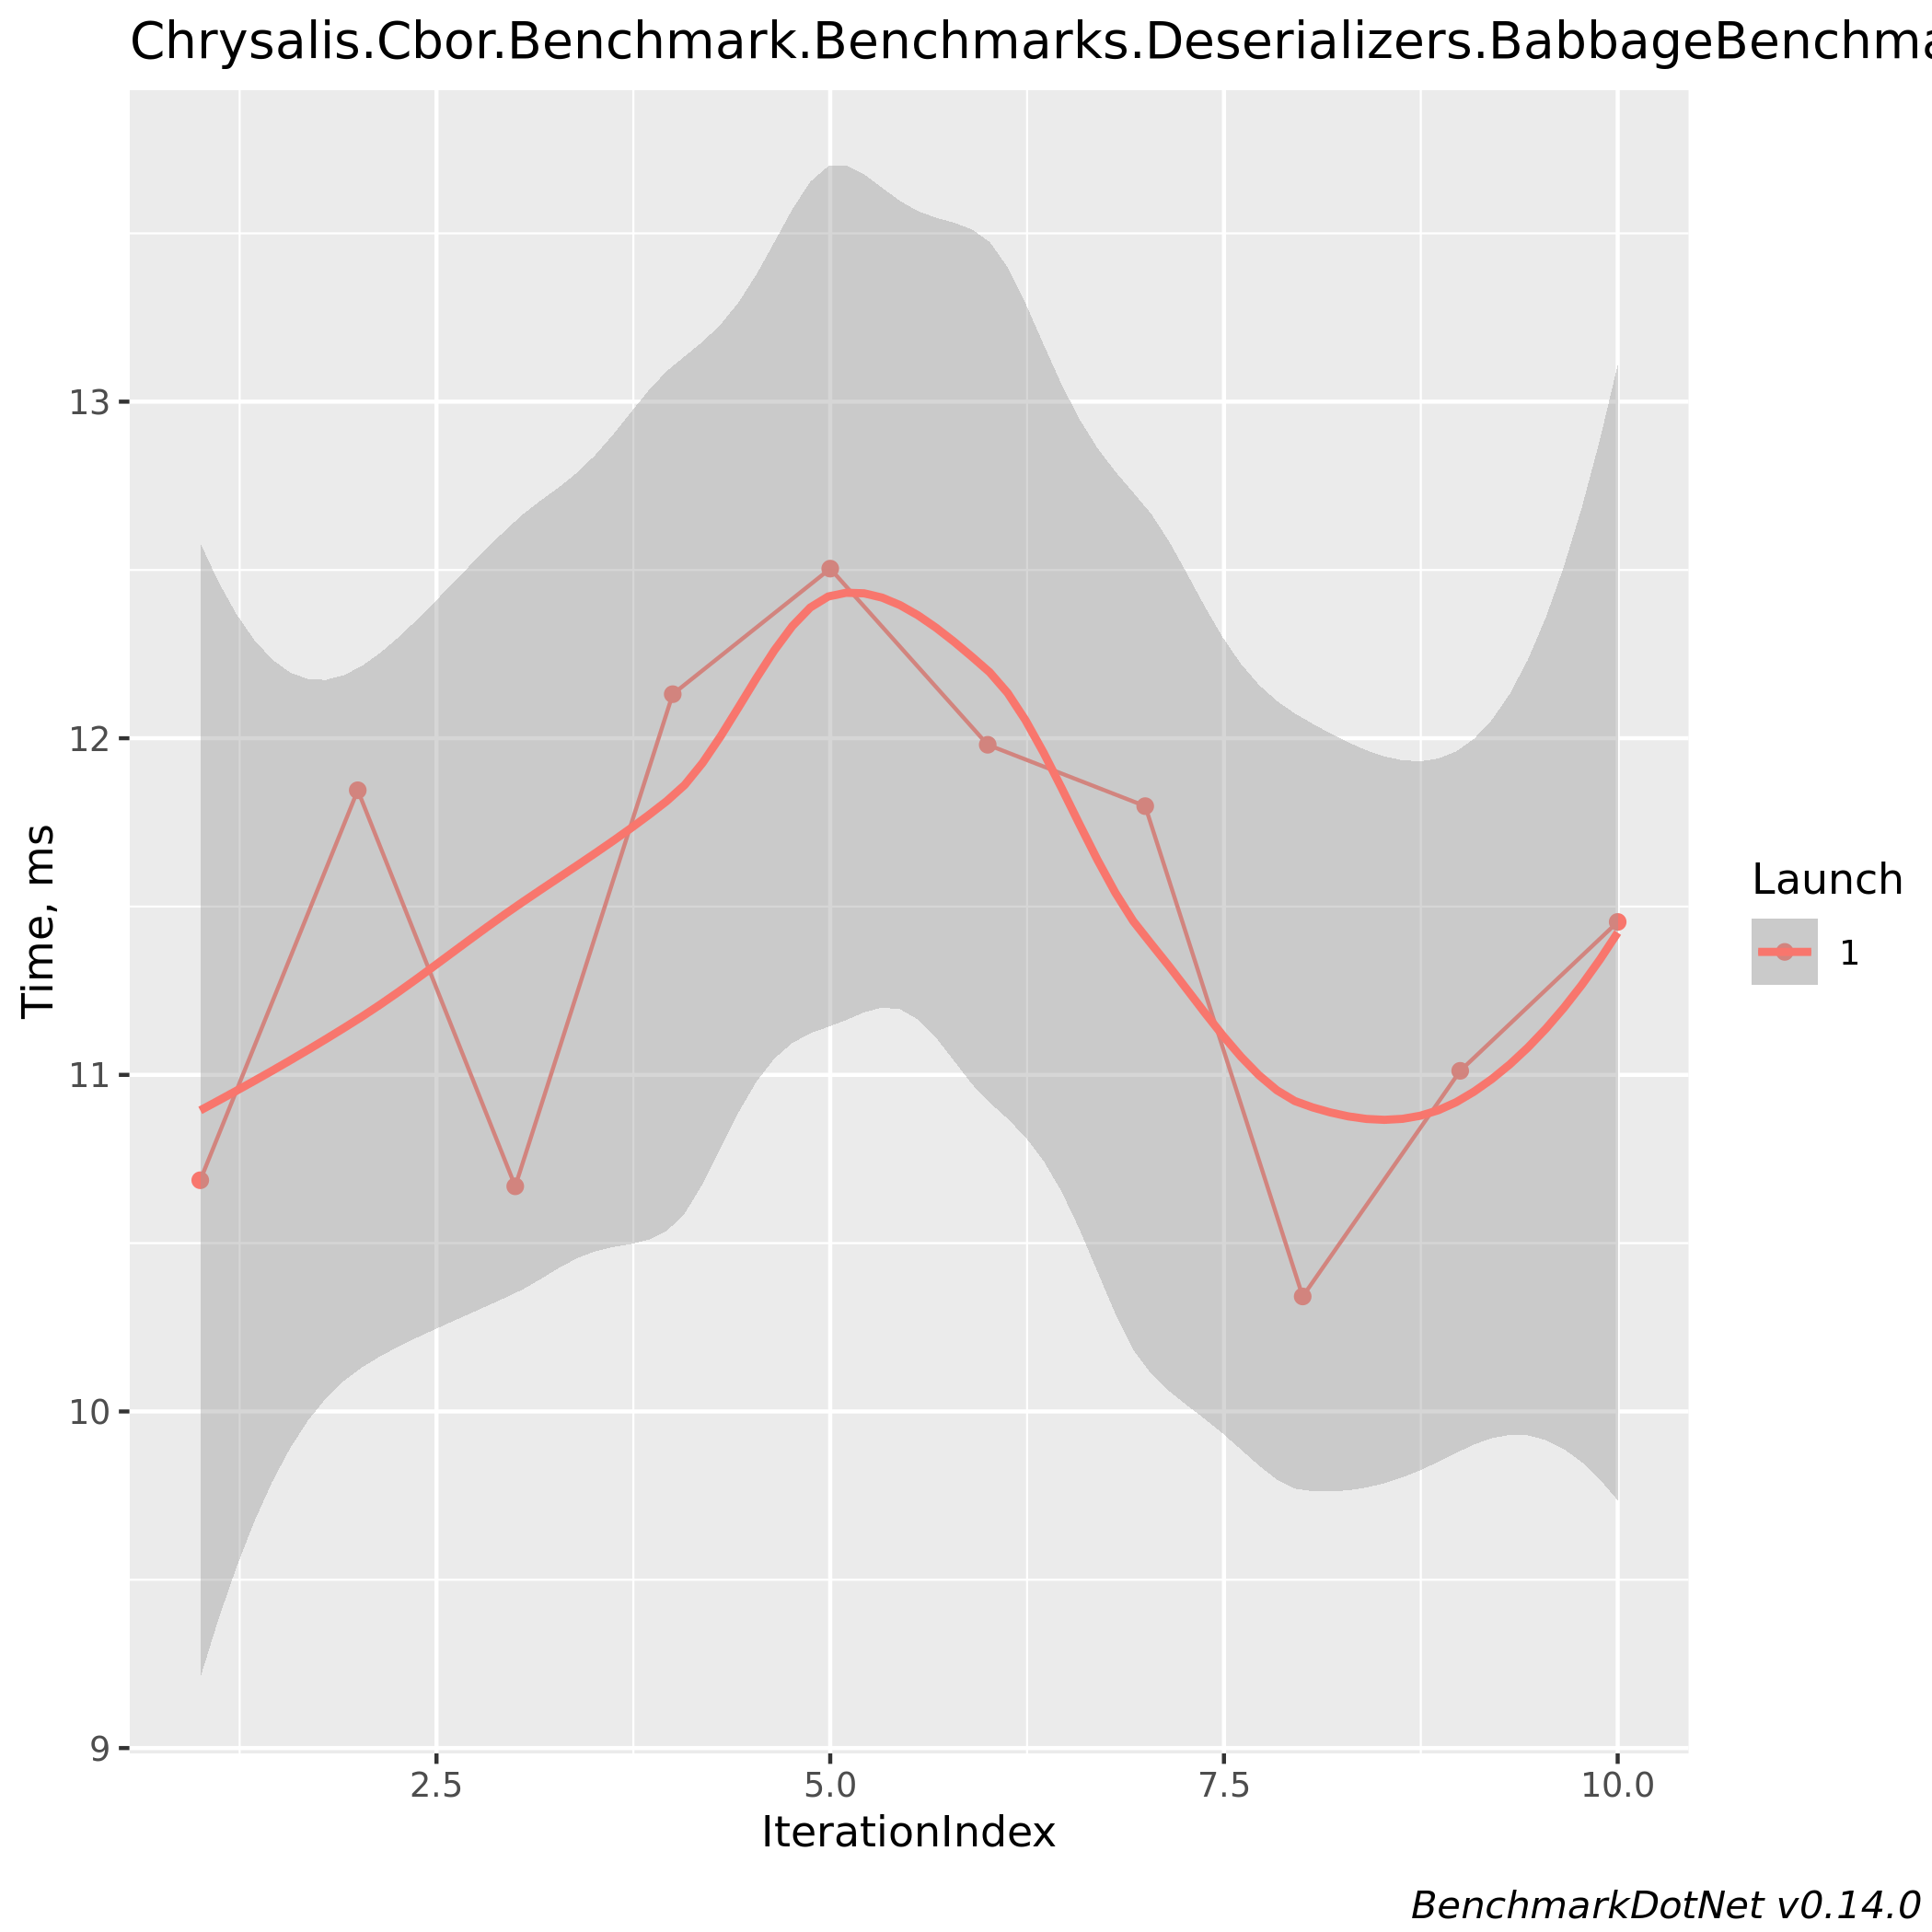 Chrysalis.Cbor.Benchmark.Benchmarks.Deserializers.BabbageBenchma
13
12
11
10
9
Time, ms
2.5 5.0 7.5 10.0
IterationIndex
Launch
1
BenchmarkDotNet v0.14.0